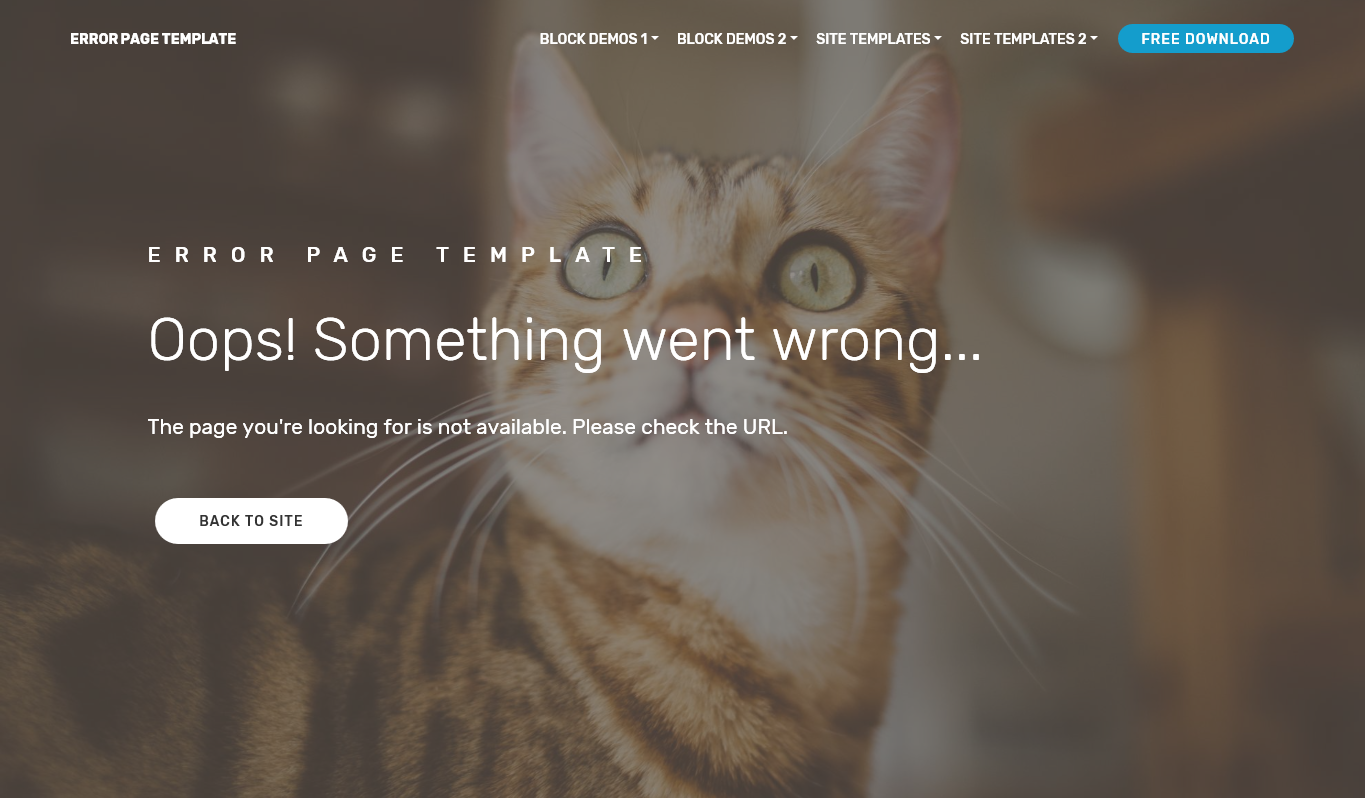 ERROR PAGE TEMPLATE
BLOCK DEMOS 1 BLOCK DEMOS 2 SITE TEMPLATES SITE TEMPLATES 2 FREE DOWNLOAD
ERROR PAGE TEMPLATE
Oops! Something went wrong...
The page you're looking for is not available. Please check the URL.
BACK TO SITE